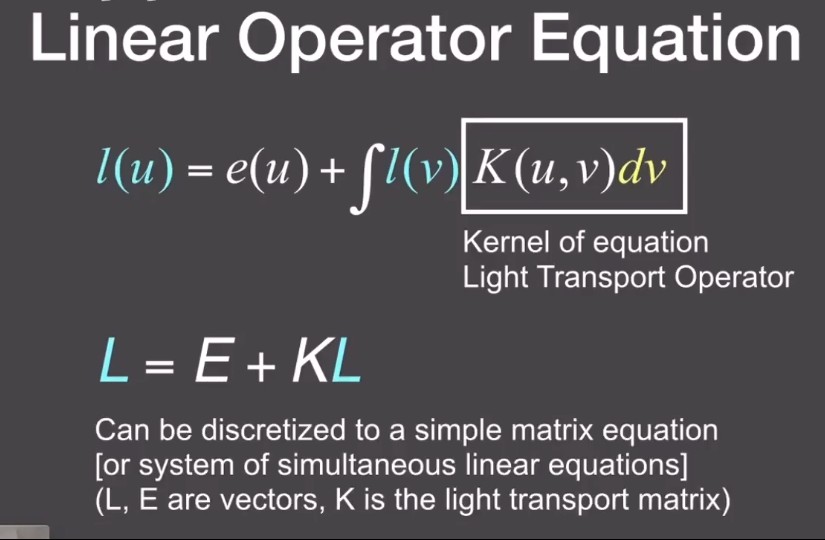 Linear Operator Equation
l(u) = e(u) + ∫l(v) K(u, v)dv
Kernel of equation
Light Transport Operator
L = E + KL
Can be discretized to a simple matrix equation
[or system of simultaneous linear equations]
(L, E are vectors, K is the light transport matrix)